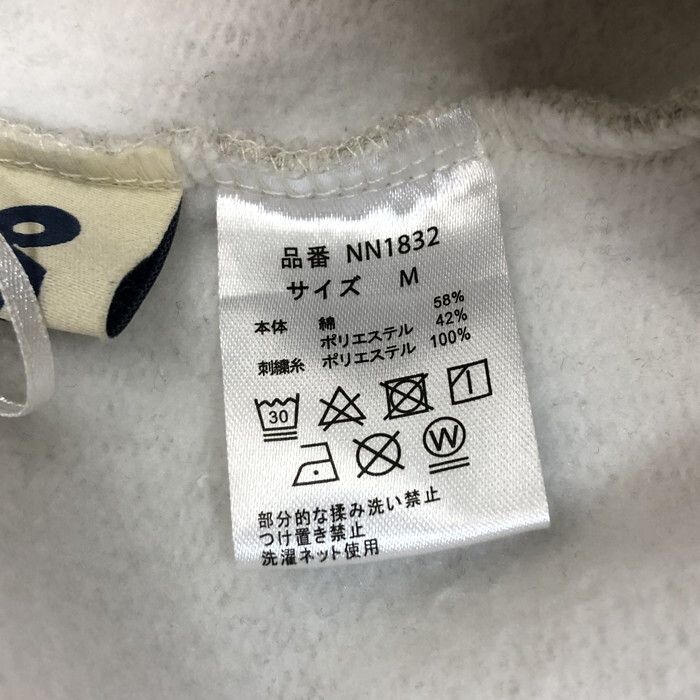 品番 NN1832
サイズ M
本体 綿 58%
ポリエステル 42%
刺繍糸 ポリエステル 100%
30
W
部分的な揉み洗い禁止
つけ置き禁止
洗濯ネット使用